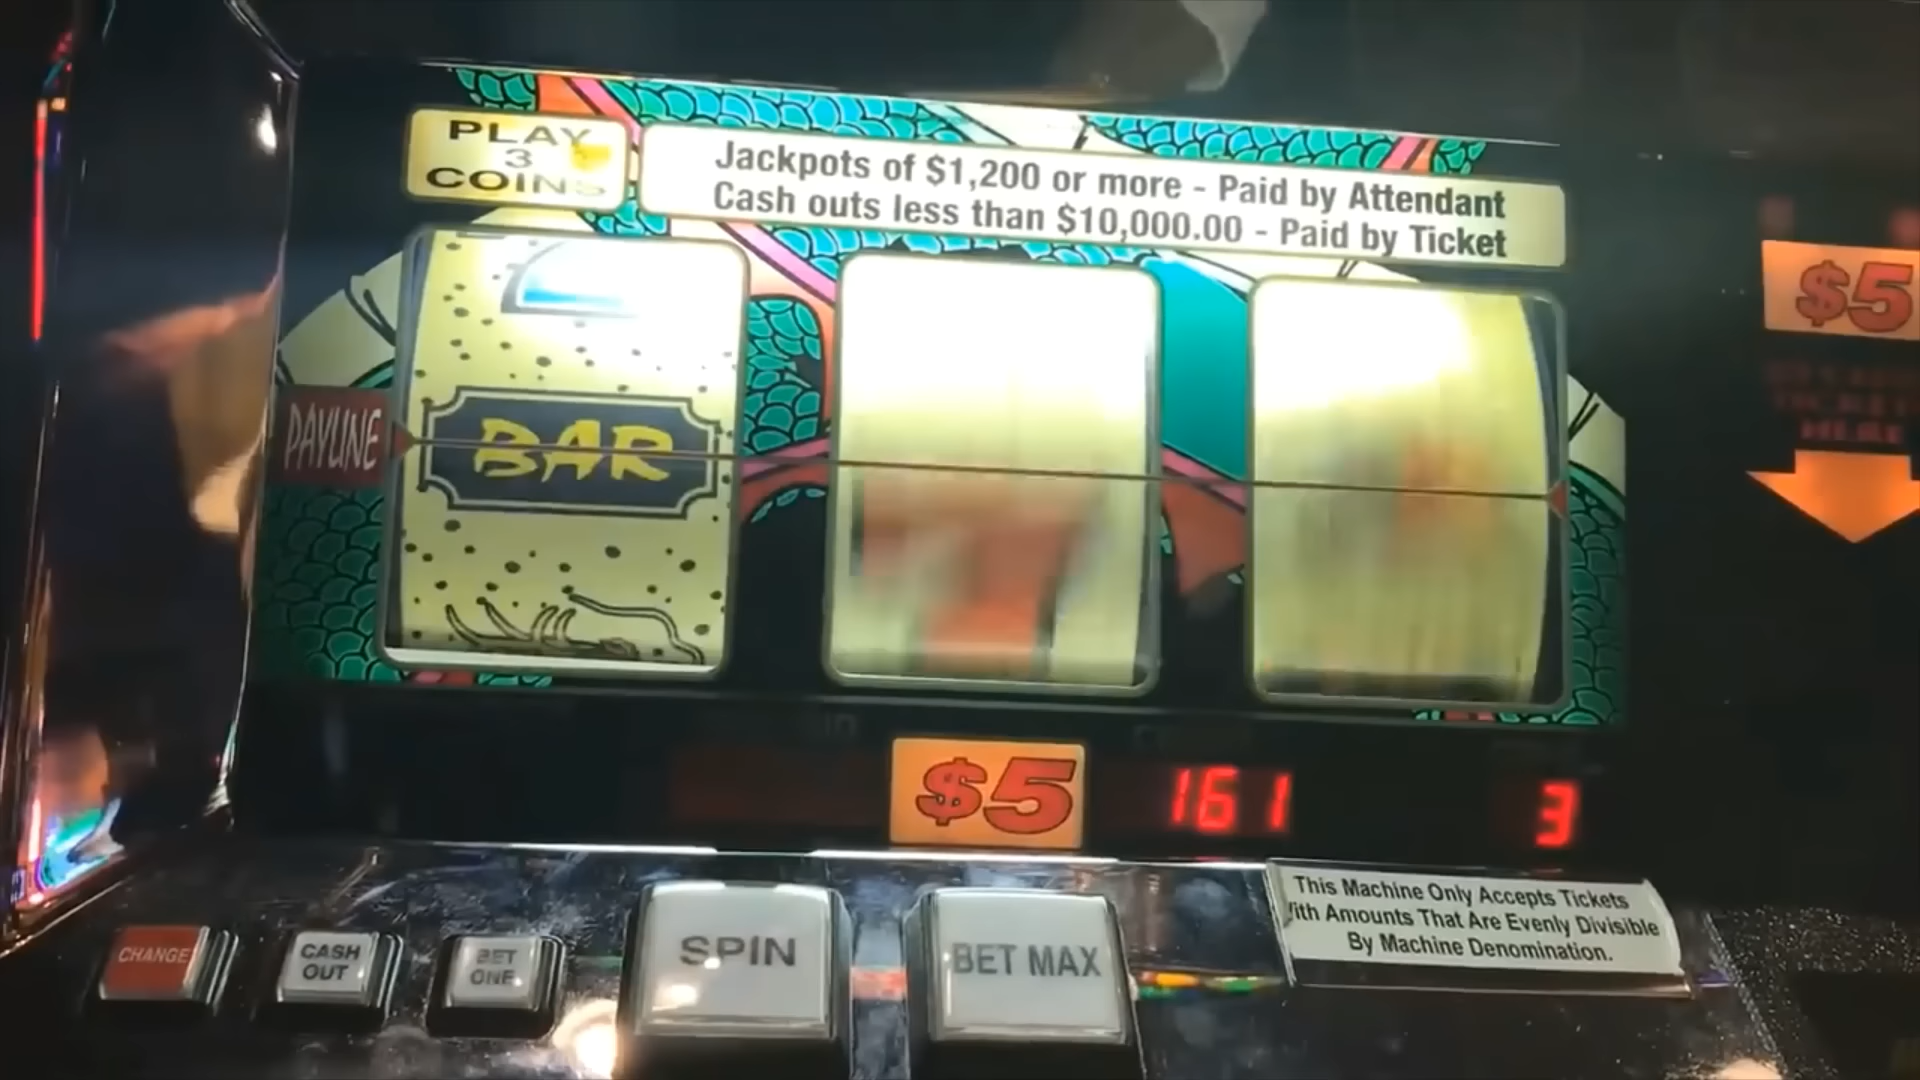 PLAY
3
COINS
Jackpots of $1,200 or more - Paid by Attendant
Cash outs less than $10,000.00 - Paid by Ticket
$5
PAYLINE
BAR
$5
161
3
CHANGE
CASH
OUT
BET
ONE
SPIN
BET MAX
This Machine Only Accepts Tickets
ith Amounts That Are Evenly Divisible
By Machine Denomination.